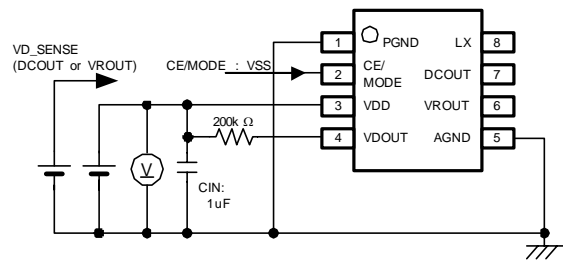 VD_SENSE
(DCOUT or VROUT)
CE/MODE : VSS
1
PGND
LX
8
2
CE/
MODE
DCOUT
7
3
VDD
VROUT
6
200k Ω
4
VDOUT
AGND
5
V
CIN:
1uF